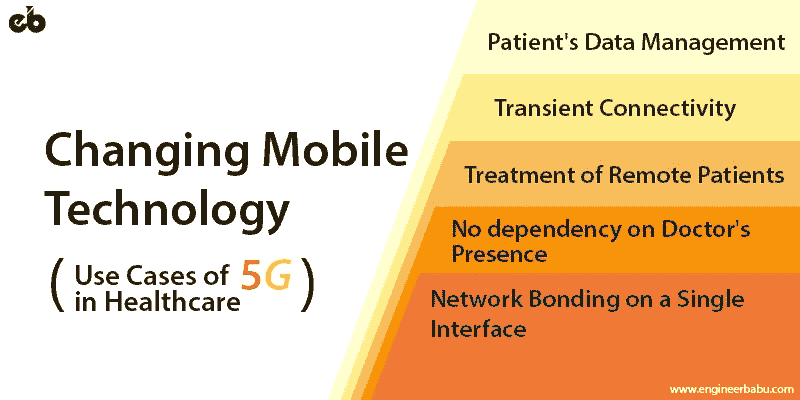 eb
Changing Mobile
Technology
( Use Cases of 5G )
in Healthcare
Patient's Data Management
Transient Connectivity
Treatment of Remote Patients
No dependency on Doctor's
Presence
Network Bonding on a Single
Interface
www.engineerbabu.com